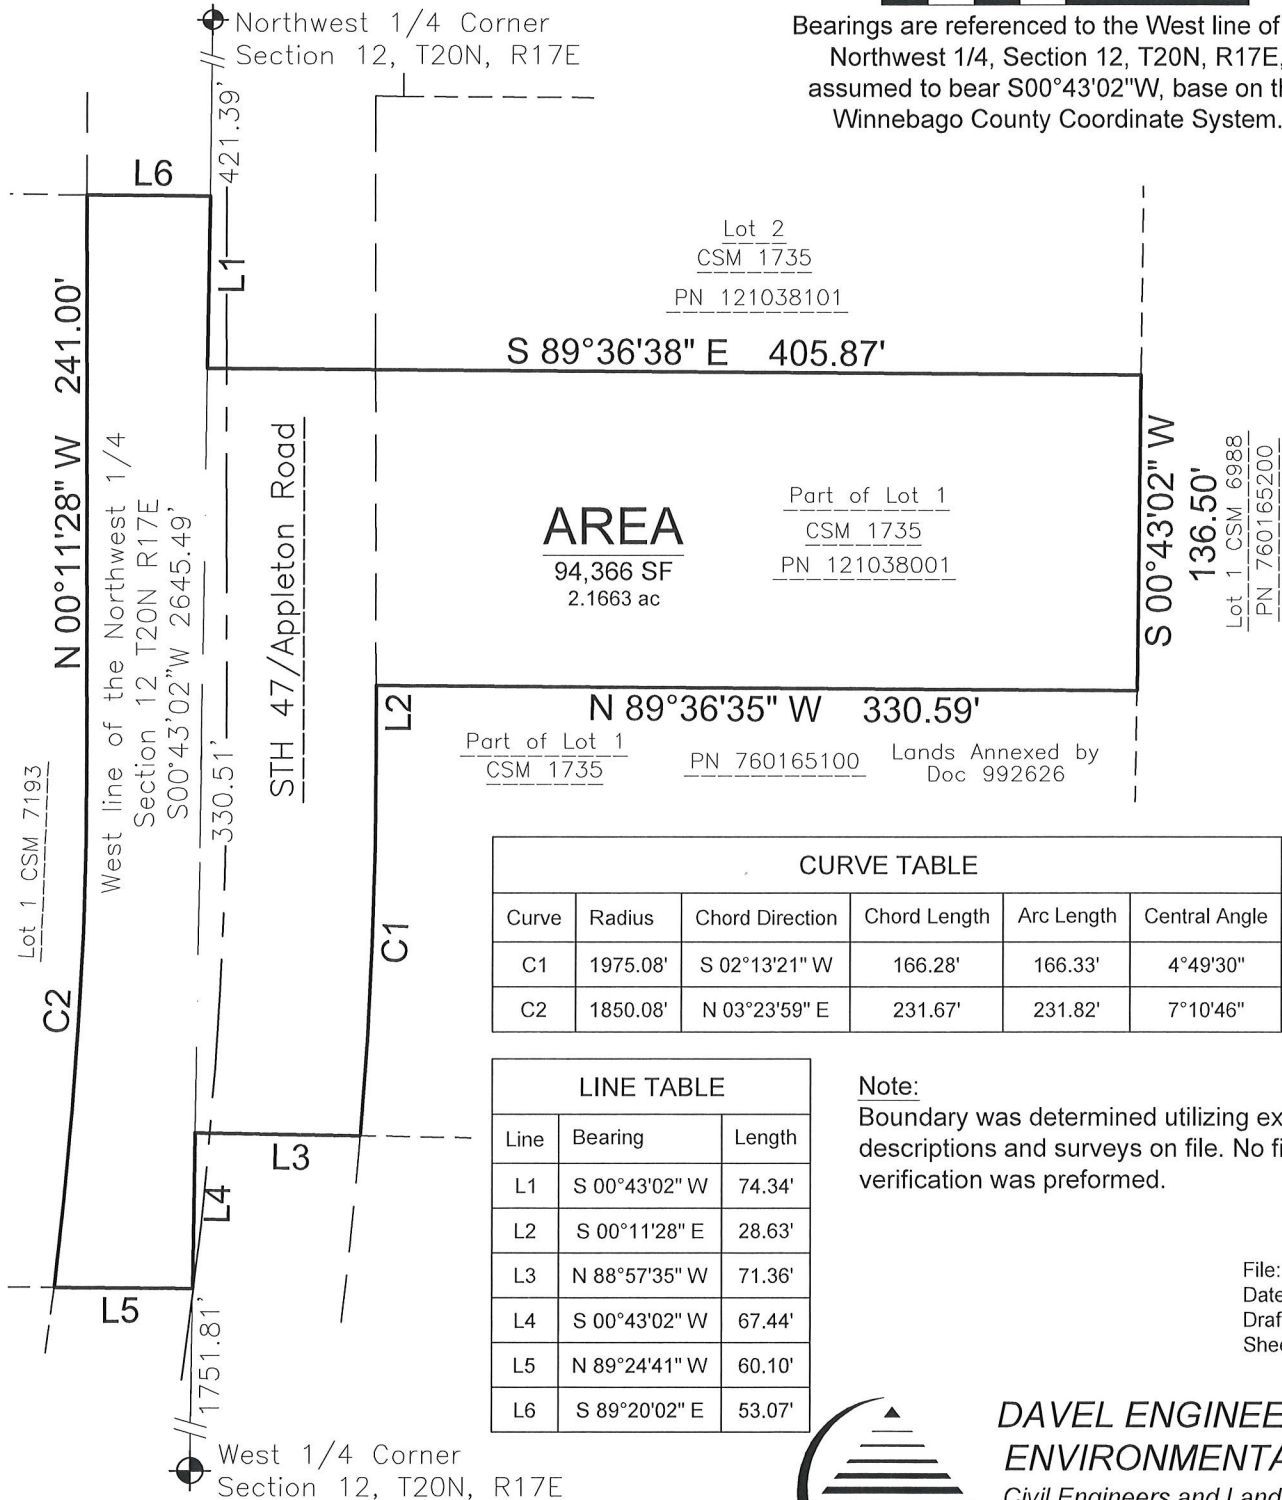 Northwest 1/4 Corner
Section 12, T20N, R17E
Bearings are referenced to the West line of
Northwest 1/4, Section 12, T20N, R17E,
assumed to bear S00°43'02"W, base on th
Winnebago County Coordinate System.
421.39'
L6
L1
Lot 2
CSM 1735
PN 121038101
S 89°36'38" E 405.87'
N 00°11'28" W 241.00'
West line of the Northwest 1/4
Section 12 T20N R17E
S00°43'02"W 2645.49'
330.51'
STH 47/Appleton Road
AREA
94,366 SF
2.1663 ac
Part of Lot 1
CSM 1735
PN 121038001
S 00°43'02" W
136.50'
Lot 1 CSM 6988
PN 760165200
L2
N 89°36'35" W 330.59'
Part of Lot 1
CSM 1735
PN 760165100
Lands Annexed by
Doc 992626
Lot 1 CSM 7193
C2
C1
CURVE TABLE
Curve Radius Chord Direction Chord Length Arc Length Central Angle
C1 1975.08' S 02°13'21" W 166.28' 166.33' 4°49'30"
C2 1850.08' N 03°23'59" E 231.67' 231.82' 7°10'46"
L3
L4
L5
LINE TABLE
Line Bearing Length
L1 S 00°43'02" W 74.34'
L2 S 00°11'28" E 28.63'
L3 N 88°57'35" W 71.36'
L4 S 00°43'02" W 67.44'
L5 N 89°24'41" W 60.10'
L6 S 89°20'02" E 53.07'
Note:
Boundary was determined utilizing ex
descriptions and surveys on file. No fi
verification was preformed.
File:
Date
Draf
Shee
1751.81'
West 1/4 Corner
Section 12, T20N, R17E
DAVEL ENGINEE
ENVIRONMENTA
Civil Engineers and Land